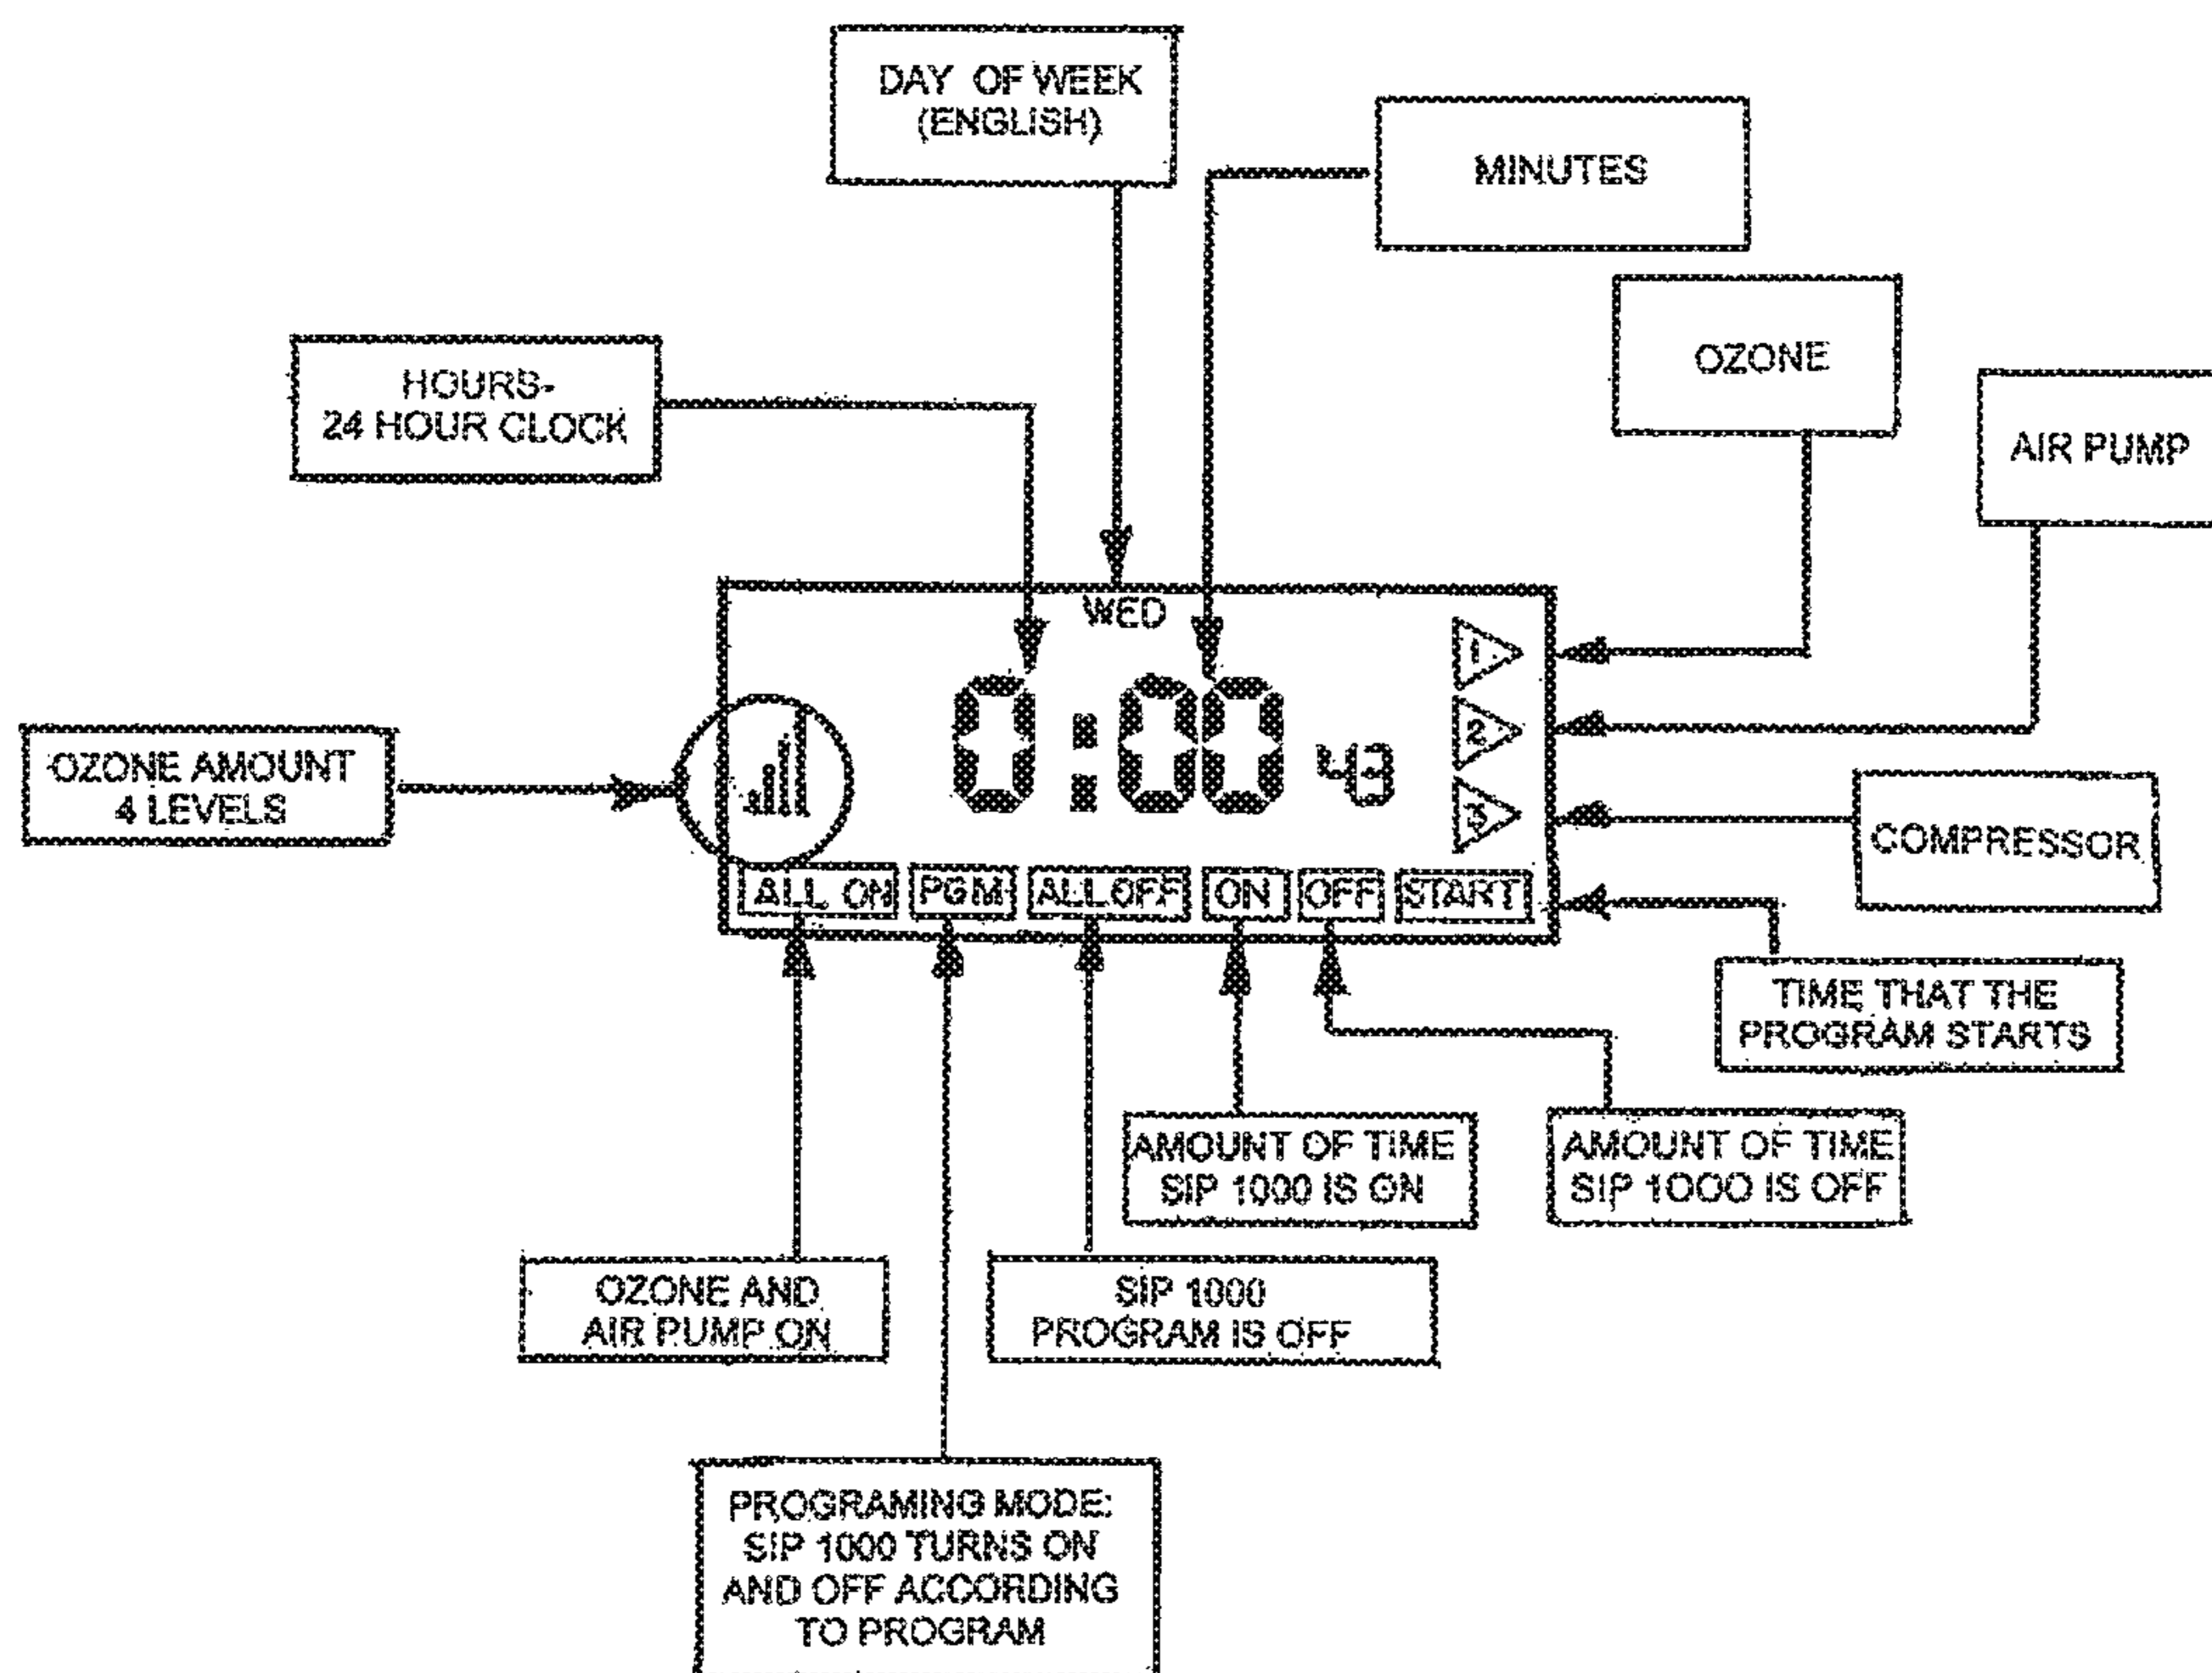 DAY OF WEEK
(ENGLISH)
MINUTES
OZONE
HOURS-
24 HOUR CLOCK
AIR PUMP
WED
1
0:00 43
2
OZONE AMOUNT
4 LEVELS
3
COMPRESSOR
ALL ON PGM ALL OFF ON OFF START
TIME THAT THE
PROGRAM STARTS
AMOUNT OF TIME
SIP 1000 IS ON
AMOUNT OF TIME
SIP 1000 IS OFF
OZONE AND
AIR PUMP ON
SIP 1000
PROGRAM IS OFF
PROGRAMING MODE:
SIP 1000 TURNS ON
AND OFF ACCORDING
TO PROGRAM